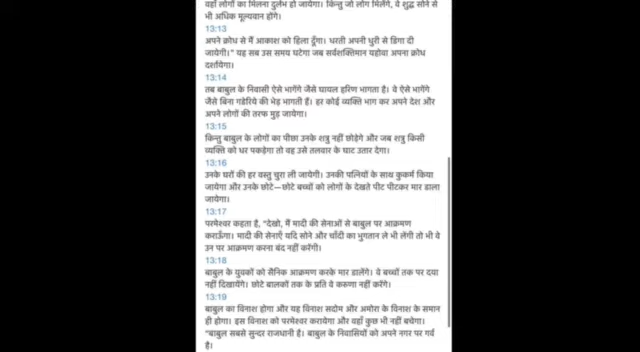 वहाँ लोगों का मिलना दुर्लभ हो जायेगा। किन्तु जो लोग मिलेंगे, वे शुद्ध सोने से
भी अधिक मूल्यवान होंगे।
13:13
अपने क्रोध से मैं आकाश को हिला दूँगा। धरती अपनी धुरी से डिगा दी
जायेगी।” यह सब उस समय घटेगा जब सर्वशक्तिमान यहोवा अपना क्रोध
दर्शायेगा।
13:14
तब बाबुल के निवासी ऐसे भागेंगे जैसे घायल हरिण भागता है। वे ऐसे भागेंगे
जैसे बिना गडेरिये की भेड़ भागती हैं। हर कोई व्यक्ति भाग कर अपने देश और
अपने लोगों की तरफ मुड़ जायेगा।
13:15
किन्तु बाबुल के लोगों का पीछा उनके शत्रु नहीं छोड़ेंगे और जब शत्रु किसी
व्यक्ति को धर पकड़ेगा तो वह उसे तलवार के घाट उतार देगा।
13:16
उनके घरों की हर वस्तु चुरा ली जायेगी। उनकी पत्नियों के साथ कुकर्म किया
जायेगा और उनके छोटे—छोटे बच्चों को लोगों के देखते पीट पीटकर मार डाला
जायेगा।
13:17
परमेश्वर कहता है, “देखो, मैं मादी की सेनाओं से बाबुल पर आक्रमण
कराऊँगा। मादी की सेनाएँ यदि सोने और चाँदी का भुगतान ले भी लेंगी तो भी वे
उन पर आक्रमण करना बंद नहीं करेंगी।
13:18
बाबुल के युवकों को सैनिक आक्रमण करके मार डालेंगे। वे बच्चों तक पर दया
नहीं दिखायेंगे। छोटे बालकों तक के प्रति वे करुणा नहीं करेंगे।
13:19
बाबुल का विनाश होगा और यह विनाश सदोम और अमोरा के विनाश के समान
ही होगा। इस विनाश को परमेश्वर करायेगा और वहाँ कुछ भी नहीं बचेगा।
“बाबुल सबसे सुन्दर राजधानी है। बाबुल के निवासियों को अपने नगर पर गर्व
है।